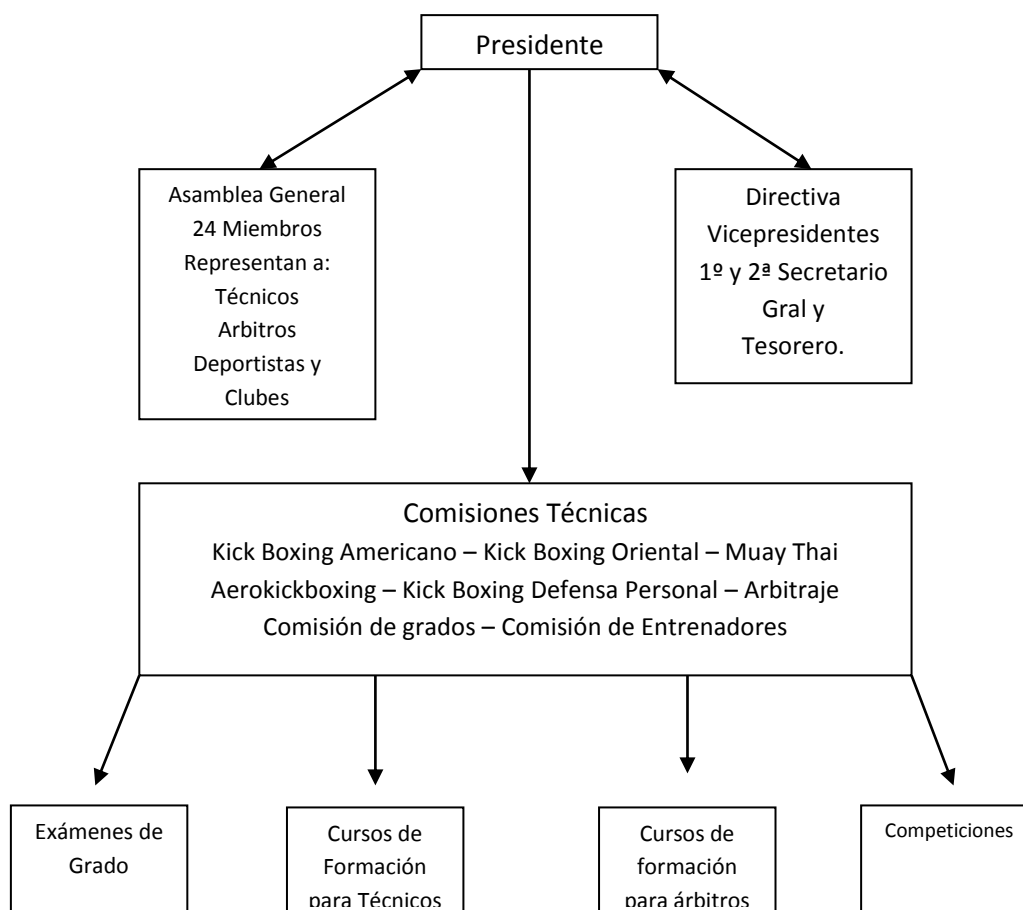 Presidente
Asamblea General
24 Miembros
Representan a:
Técnicos
Arbitros
Deportistas y
Clubes
Directiva
Vicepresidentes
1º y 2ª Secretario
Gral y
Tesorero.
Comisiones Técnicas
Kick Boxing Americano – Kick Boxing Oriental – Muay Thai
Aerokickboxing – Kick Boxing Defensa Personal – Arbitraje
Comisión de grados – Comisión de Entrenadores
Exámenes de
Grado
Cursos de
Formación
para Técnicos
Cursos de
formación
para árbitros
Competiciones